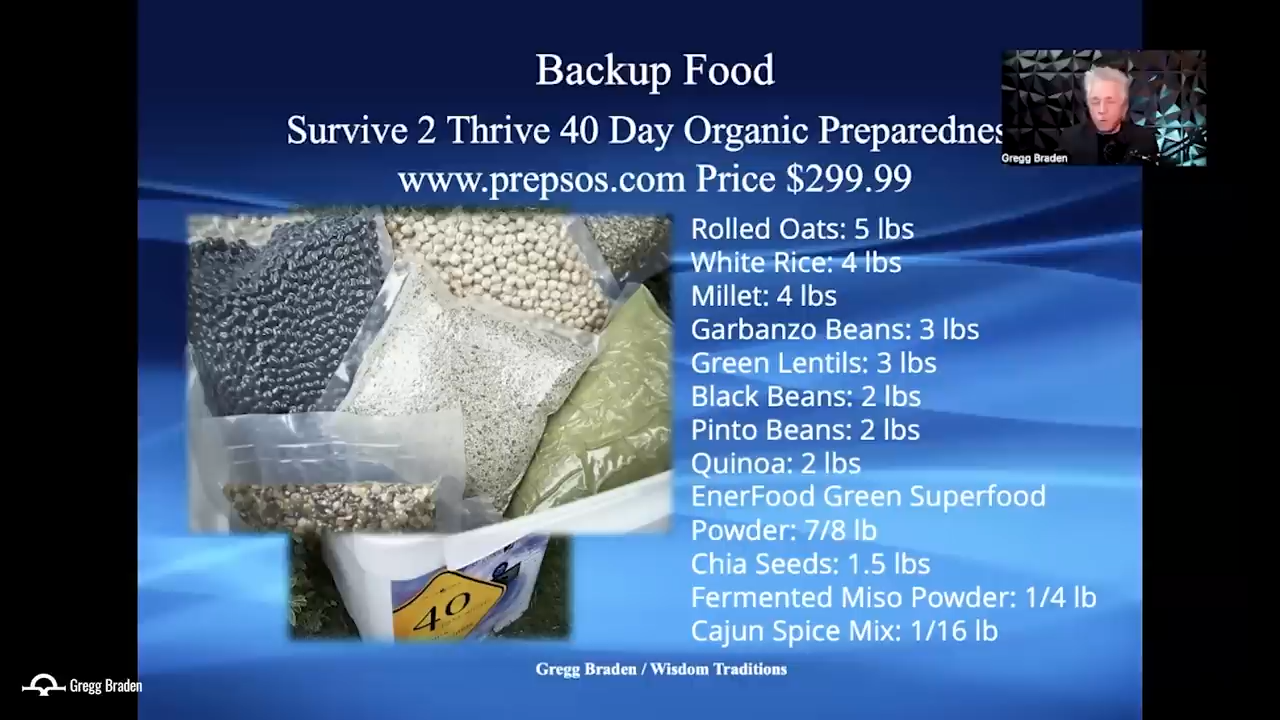 Backup Food
Survive 2 Thrive 40 Day Organic
www.prepsos.com Price $299.99
Gregg Braden
Rolled Oats: 5 lbs
White Rice: 4 lbs
Millet: 4 lbs
Garbanzo Beans: 3 lbs
Green Lentils: 3 lbs
Black Beans: 2 lbs
Pinto Beans: 2 lbs
Quinoa: 2 lbs
EnerFood Green Superfood
Powder: 7/8 lb
Chia Seeds: 1.5 lbs
Fermented Miso Powder: 1/4 lb
Cajun Spice Mix: 1/16 lb
40
Gregg Braden / Wisdom Traditions
Gregg Braden